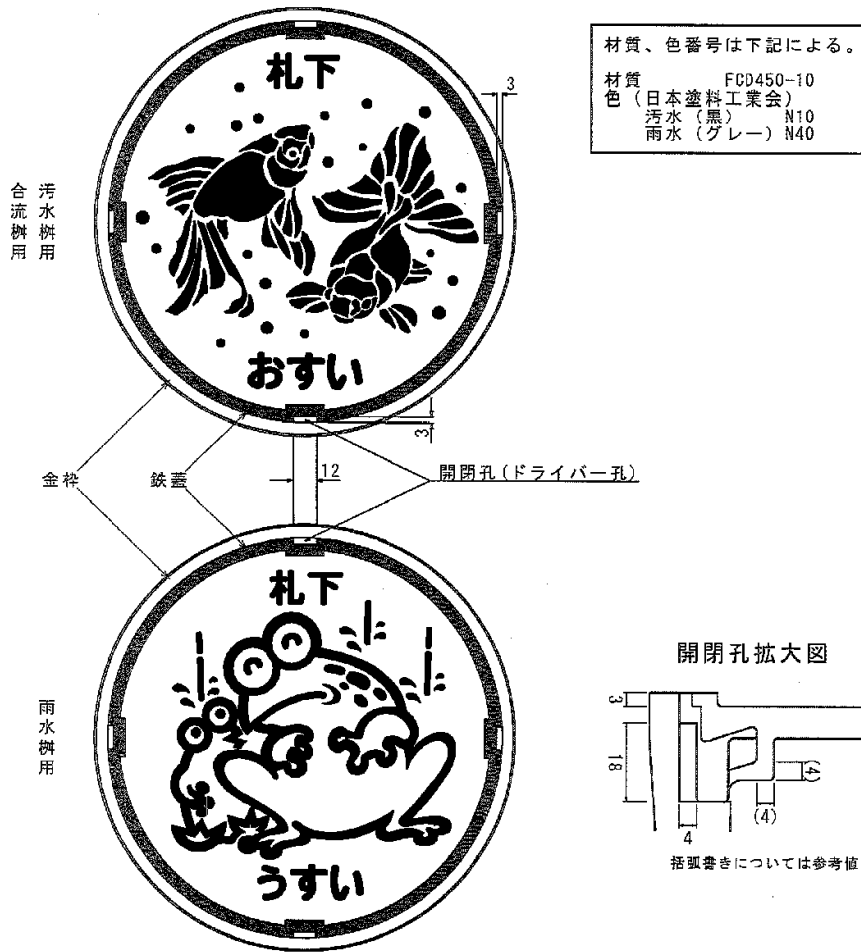 材質、色番号は下記による。
材質 FCD450-10
色(日本塗料工業会)
汚水(黒) N10
雨水(グレー) N40
汚水桝用
合流桝用
札下
おすい
3
3
金枠
鉄蓋
12
開閉孔(ドライバー孔)
雨水桝用
札下
うすい
開閉孔拡大図
3
18
4
(4)
(4)
括弧書きについては参考値